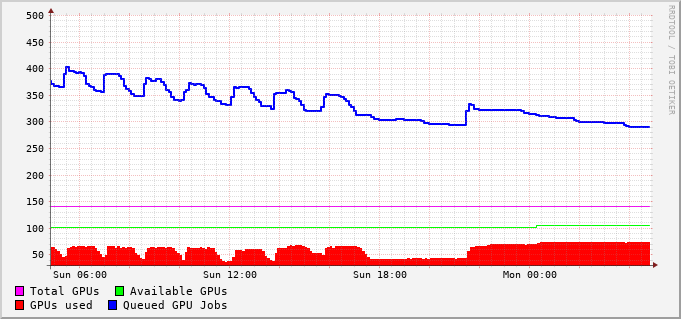 500
450
400
350
300
250
200
150
100
50
Sun 06:00 Sun 12:00 Sun 18:00 Mon 00:00
Total GPUs Available GPUs
GPUs used Queued GPU Jobs
RRDTOOL / TOBI OETIKER